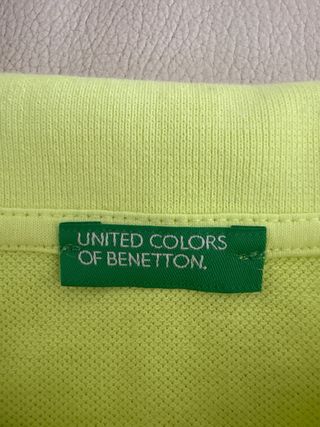 UNITED COLORS
OF BENETTON.